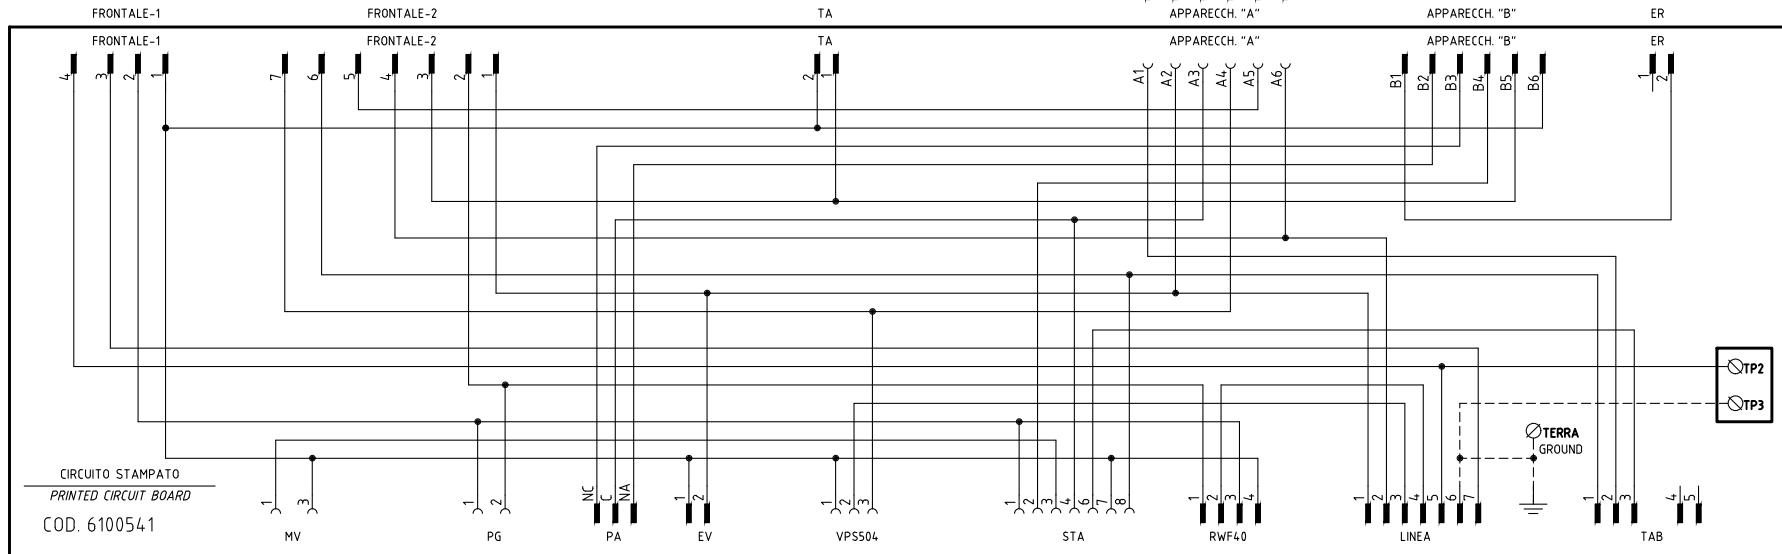 FRONTALE-1 FRONTALE-2 TA APPARECCH. "A" APPARECCH. "B" ER
FRONTALE-1 FRONTALE-2 TA APPARECCH. "A" APPARECCH. "B" ER
4 3 2 1 7 6 5 4 3 2 1 2 1 A1 A2 A3 A4 A5 A6 B1 B2 B3 B4 B5 B6 1 2
TP2
TP3
TERRA
GROUND
CIRCUITO STAMPATO
PRINTED CIRCUIT BOARD
COD. 6100541
1 3 1 2 NC C NA 1 2 1 2 3 1 2 3 4 6 7 8 1 2 3 4 1 2 3 4 5 6 7 1 2 3 4 5
MV PG PA EV VPS504 STA RWF40 LINEA TAB